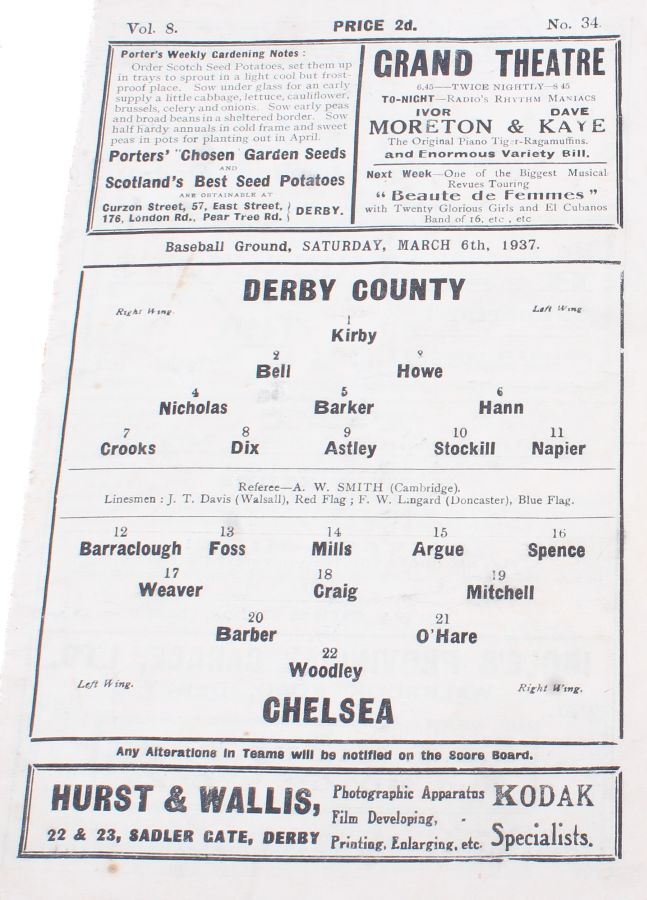 Vol. 8. PRICE 2d. No. 34.
Porter's Weekly Gardening Notes :
Order Scotch Seed Potatoes, set them up
in trays to sprout in a light cool but frost-
proof place. Sow under glass for an early
supply a little cabbage, lettuce, cauliflower,
brussels, celery and onions. Sow early peas
and broad beans in a sheltered border. Sow
half hardy annuals in cold frame and sweet
peas in pots for planting out in April.
Porters' "Chosen Garden Seeds
AND
Scotland's Best Seed Potatoes
ARE OBTAINABLE AT
Curzon Street, 57, East Street,
176, London Rd., Pear Tree Rd. } DERBY.
GRAND THEATRE
6.45——TWICE NIGHTLY—8 45
TO-NIGHT—RADIO'S RHYTHM MANIACS
IVOR DAVE
MORETON & KAYE
The Original Piano Tiger-Ragamuffins.
and Enormous Variety Bill.
Next Week—One of the Biggest Musical
Revues Touring
" Beaute de Femmes "
with Twenty Glorious Girls and El Cubanos
Band of 16, etc , etc
Baseball Ground, SATURDAY, MARCH 6th, 1937.
DERBY COUNTY
Right Wing. Left Wing
1
Kirby
2
Bell Howe
4 5 6
Nicholas Barker Hann
7 8 9 10 11
Crooks Dix Astley Stockill Napier
Referee—A. W. SMITH (Cambridge).
Linesmen : J. T. Davis (Walsall), Red Flag ; F. W. Lingard (Doncaster), Blue Flag.
12 13 14 15 16
Barraclough Foss Mills Argue Spence
17 18 19
Weaver Craig Mitchell
20 21
Barber O'Hare
22
Woodley
Left Wing. Right Wing.
CHELSEA
Any Alterations in Teams will be notified on the Score Board.
HURST & WALLIS,
22 & 23, SADLER GATE, DERBY
Photographic Apparatus
Film Developing,
Printing, Enlarging, etc.
KODAK
Specialists.